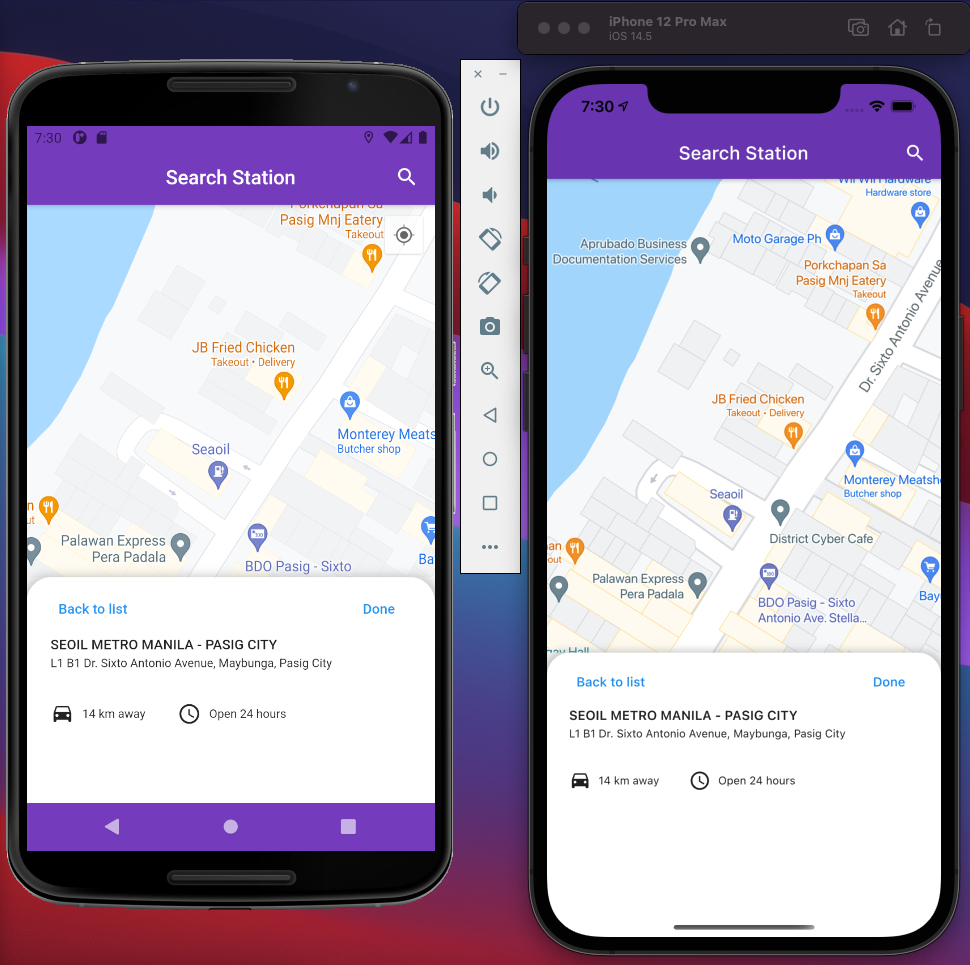 iPhone 12 Pro Max
iOS 14.5
7:30
Search Station
Porkchapan Sa
Pasig Mnj Eatery
Takeout
JB Fried Chicken
Takeout • Delivery
Monterey Meats
Butcher shop
Seaoil
Palawan Express
Pera Padala
BDO Pasig - Sixto
Ba
Back to list
Done
SEOIL METRO MANILA - PASIG CITY
L1 B1 Dr. Sixto Antonio Avenue, Maybunga, Pasig City
14 km away
Open 24 hours
7:30
Search Station
Wil Wil Hardware
Hardware store
Moto Garage Ph
Aprubado Business
Documentation Services
Porkchapan Sa
Pasig Mnj Eatery
Takeout
Dr. Sixto Antonio Avenue
JB Fried Chicken
Takeout • Delivery
Monterey Meatsh
Butcher shop
Seaoil
District Cyber Cafe
Palawan Express
Pera Padala
BDO Pasig - Sixto
Antonio Ave. Stella...
Bay
Back to list
Done
SEOIL METRO MANILA - PASIG CITY
L1 B1 Dr. Sixto Antonio Avenue, Maybunga, Pasig City
14 km away
Open 24 hours